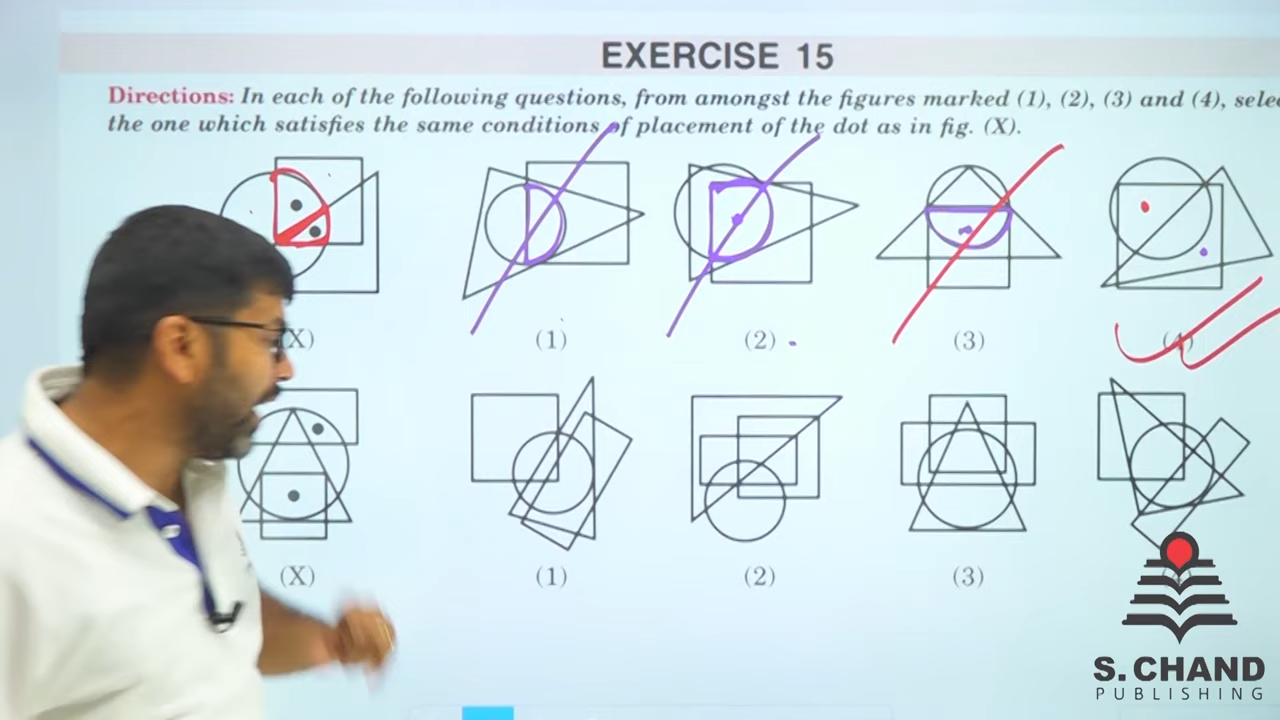 EXERCISE 15
Directions: In each of the following questions, from amongst the figures marked (1), (2), (3) and (4), selec
the one which satisfies the same conditions of placement of the dot as in fig. (X).
X) (1) (2) (3) (4)
(X) (1) (2) (3)
S. CHAND
PUBLISHING